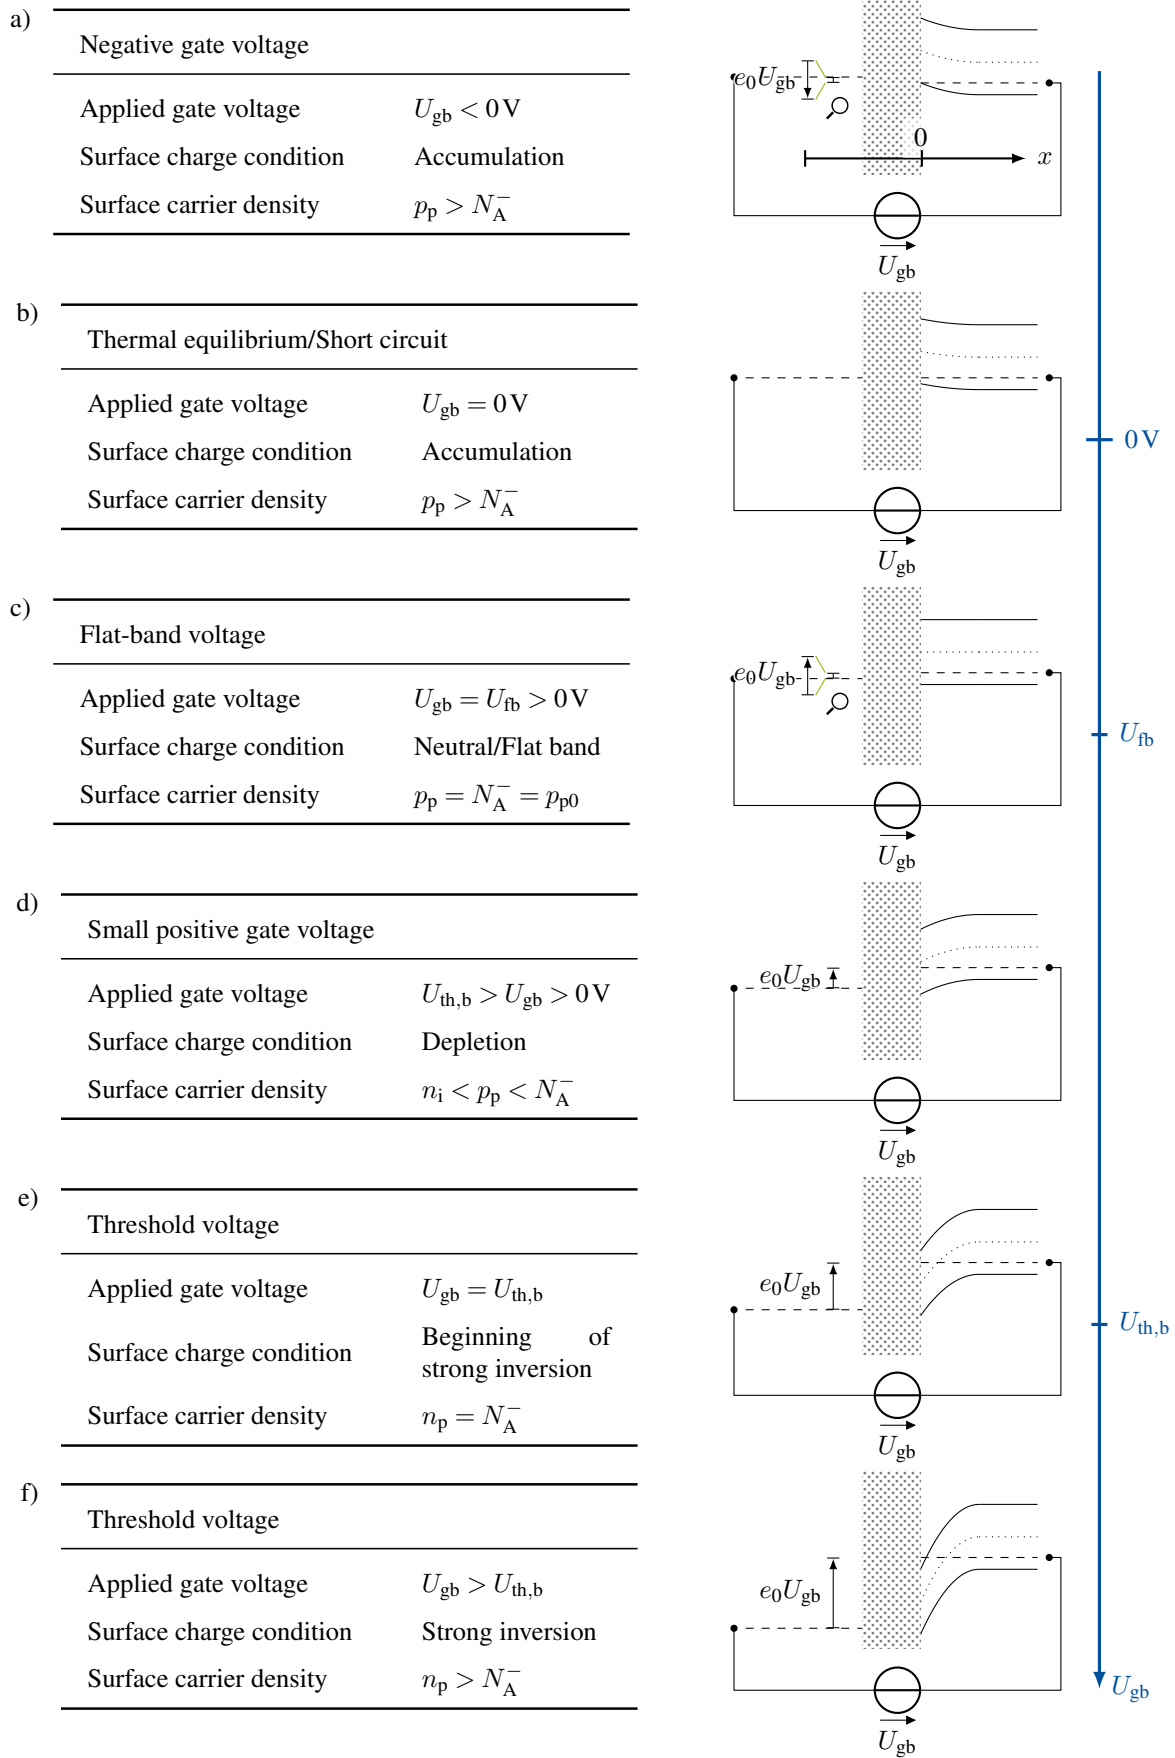 a)
Negative gate voltage
Applied gate voltage U_gb < 0 V
Surface charge condition Accumulation
Surface carrier density p_p > N_A^−
e_0U_gb
0
x
U_gb
b)
Thermal equilibrium/Short circuit
Applied gate voltage U_gb = 0 V
Surface charge condition Accumulation
Surface carrier density p_p > N_A^−
U_gb
0 V
c)
Flat-band voltage
Applied gate voltage U_gb = U_fb > 0 V
Surface charge condition Neutral/Flat band
Surface carrier density p_p = N_A^− = p_p0
e_0U_gb
U_gb
U_fb
d)
Small positive gate voltage
Applied gate voltage U_th,b > U_gb > 0 V
Surface charge condition Depletion
Surface carrier density n_i < p_p < N_A^−
e_0U_gb
U_gb
e)
Threshold voltage
Applied gate voltage U_gb = U_th,b
Surface charge condition Beginning of
strong inversion
Surface carrier density n_p = N_A^−
e_0U_gb
U_gb
U_th,b
f)
Threshold voltage
Applied gate voltage U_gb > U_th,b
Surface charge condition Strong inversion
Surface carrier density n_p > N_A^−
e_0U_gb
U_gb
U_gb